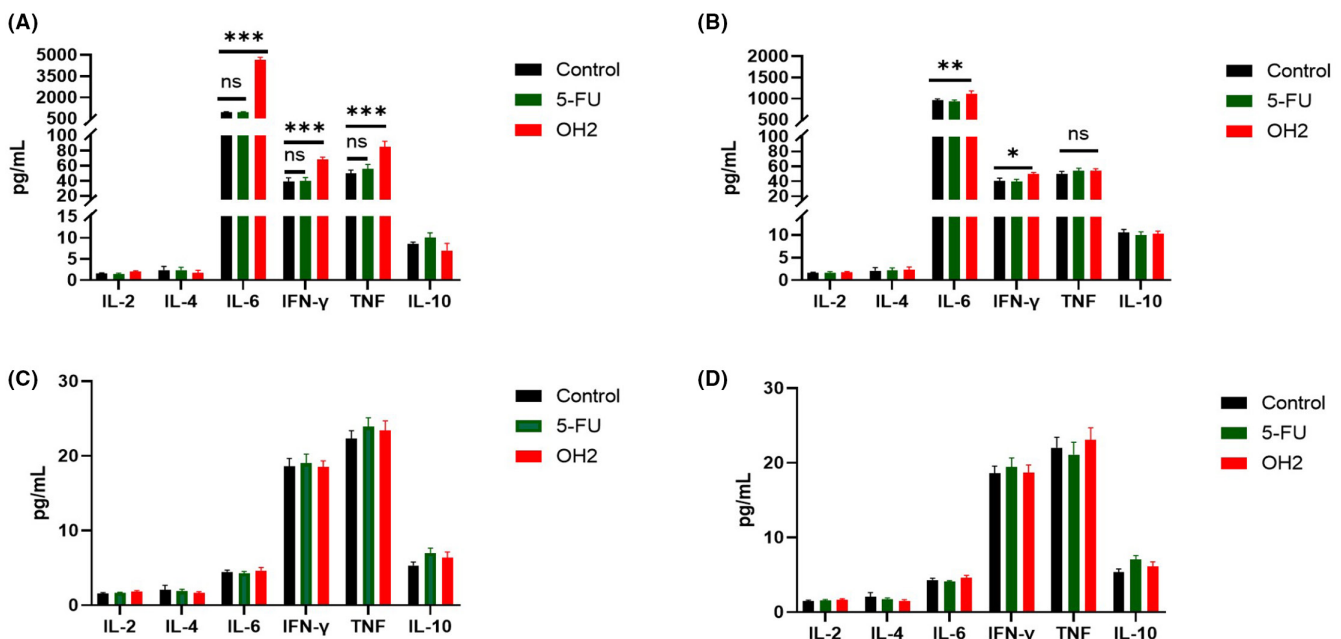 (A)
5000
3000
500
100
80
60
40
20
15
10
5
0
pg/mL
***
ns
***
ns
***
ns
IL-2 IL-4 IL-6 IFN-γ TNF IL-10
Control
5-FU
OH2
(B)
2000
1500
1000
500
100
80
60
40
20
10
5
0
pg/mL
**
*
ns
IL-2 IL-4 IL-6 IFN-γ TNF IL-10
Control
5-FU
OH2
(C)
30
20
10
0
pg/mL
IL-2 IL-4 IL-6 IFN-γ TNF IL-10
Control
5-FU
OH2
(D)
30
20
10
0
pg/mL
IL-2 IL-4 IL-6 IFN-γ TNF IL-10
Control
5-FU
OH2